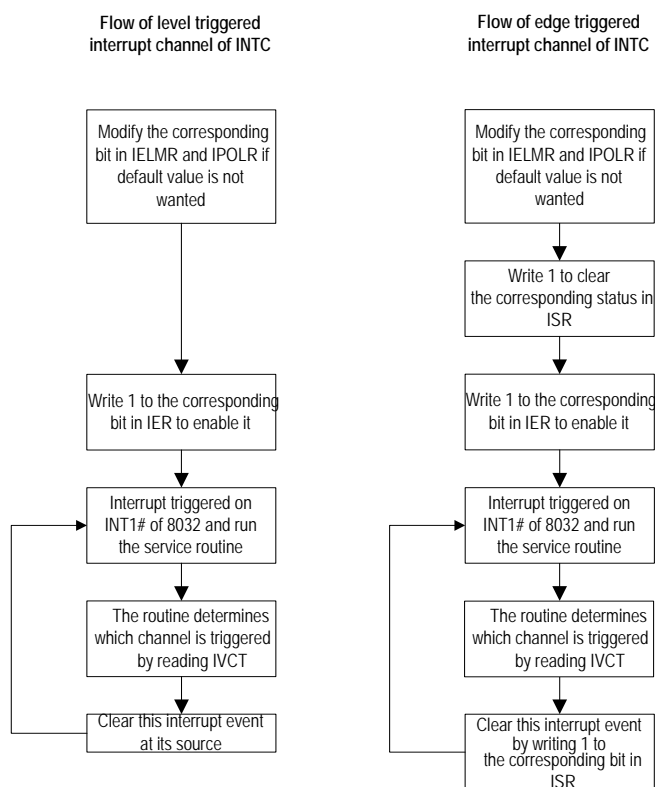 Flow of level triggered
interrupt channel of INTC
Modify the corresponding
bit in IELMR and IPOLR if
default value is not
wanted
Write 1 to the corresponding
bit in IER to enable it
Interrupt triggered on
INT1# of 8032 and run
the service routine
The routine determines
which channel is triggered
by reading IVCT
Clear this interrupt event
at its source
Flow of edge triggered
interrupt channel of INTC
Modify the corresponding
bit in IELMR and IPOLR if
default value is not
wanted
Write 1 to clear
the corresponding status in
ISR
Write 1 to the corresponding
bit in IER to enable it
Interrupt triggered on
INT1# of 8032 and run
the service routine
The routine determines
which channel is triggered
by reading IVCT
Clear this interrupt event
by writing 1 to
the corresponding bit in
ISR